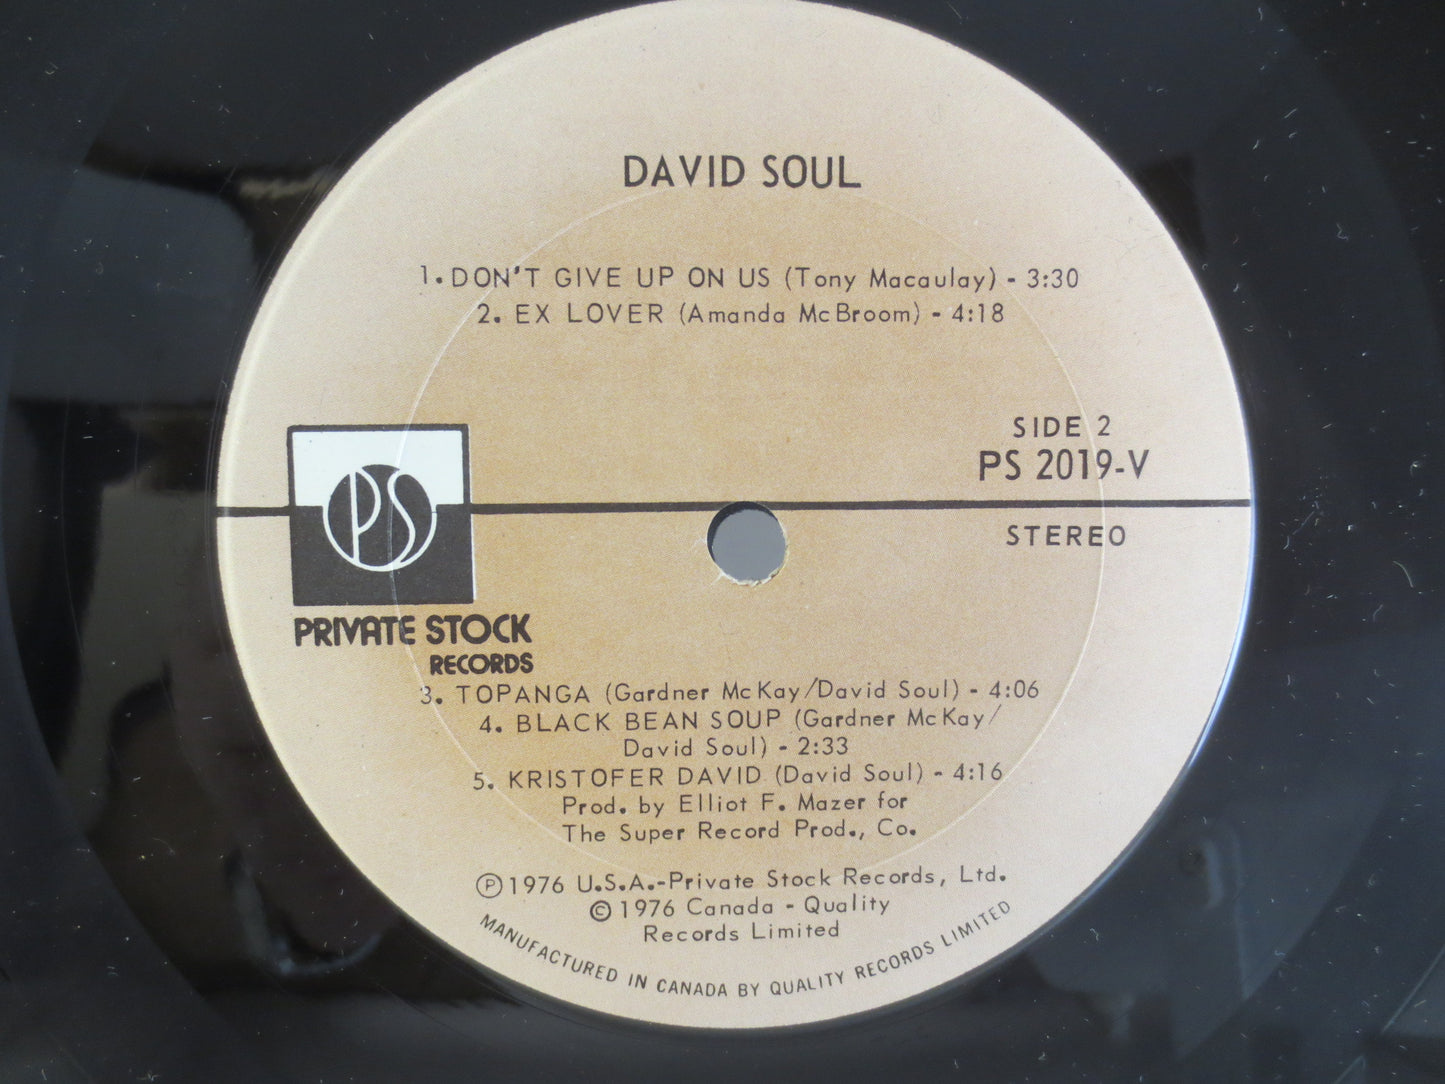 DAVID SOUL
1. DON'T GIVE UP ON US (Tony Macaulay) - 3:30
2. EX LOVER (Amanda McBroom) - 4:18
SIDE 2
PS 2019-V
STEREO
PS
PRIVATE STOCK
RECORDS
3. TOPANGA (Gardner McKay/David Soul) - 4:06
4. BLACK BEAN SOUP (Gardner McKay/
David Soul) - 2:33
5. KRISTOFER DAVID (David Soul) - 4:16
Prod. by Elliot F. Mazer for
The Super Record Prod., Co.
Ⓟ1976 U.S.A.-Private Stock Records, Ltd.
©1976 Canada - Quality
Records Limited
MANUFACTURED IN CANADA BY QUALITY RECORDS LIMITED